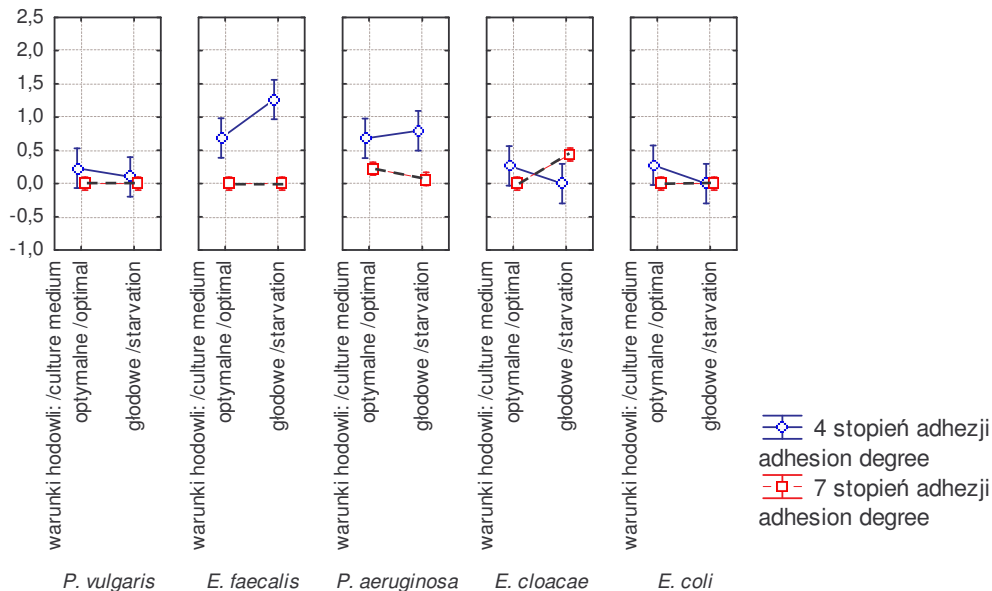 2,5
2,0
1,5
1,0
0,5
0,0
-0,5
-1,0
warunki hodowli: /culture medium
optymalne /optimal
głodowe /starvation
warunki hodowli: /culture medium
optymalne /optimal
głodowe /starvation
warunki hodowli: /culture medium
optymalne /optimal
głodowe /starvation
warunki hodowli: /culture medium
optymalne /optimal
głodowe /starvation
warunki hodowli: /culture medium
optymalne /optimal
głodowe /starvation
P. vulgaris
E. faecalis
P. aeruginosa
E. cloacae
E. coli
4 stopień adhezji
adhesion degree
7 stopień adhezji
adhesion degree